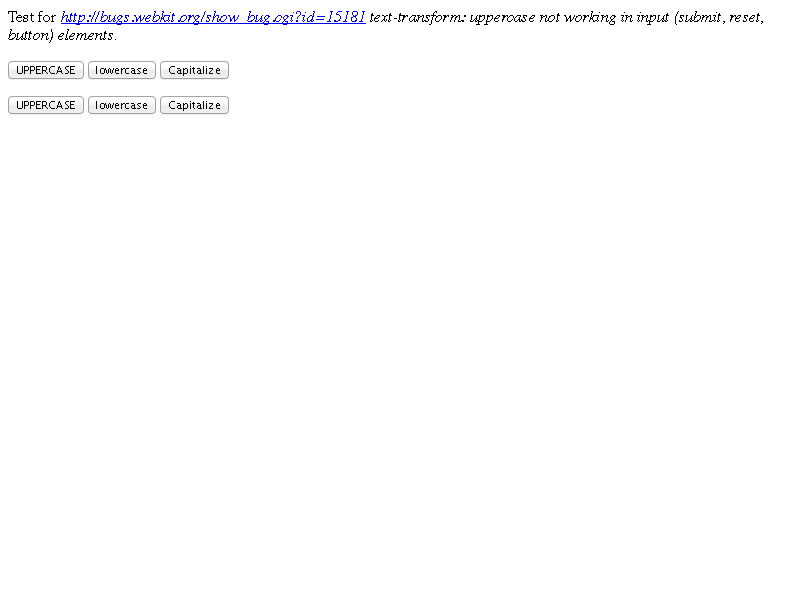 Test for http://bugs.webkit.org/show_bug.cgi?id=15181 text-transform: uppercase not working in input (submit, reset,
button) elements.
UPPERCASE lowercase Capitalize
UPPERCASE lowercase Capitalize